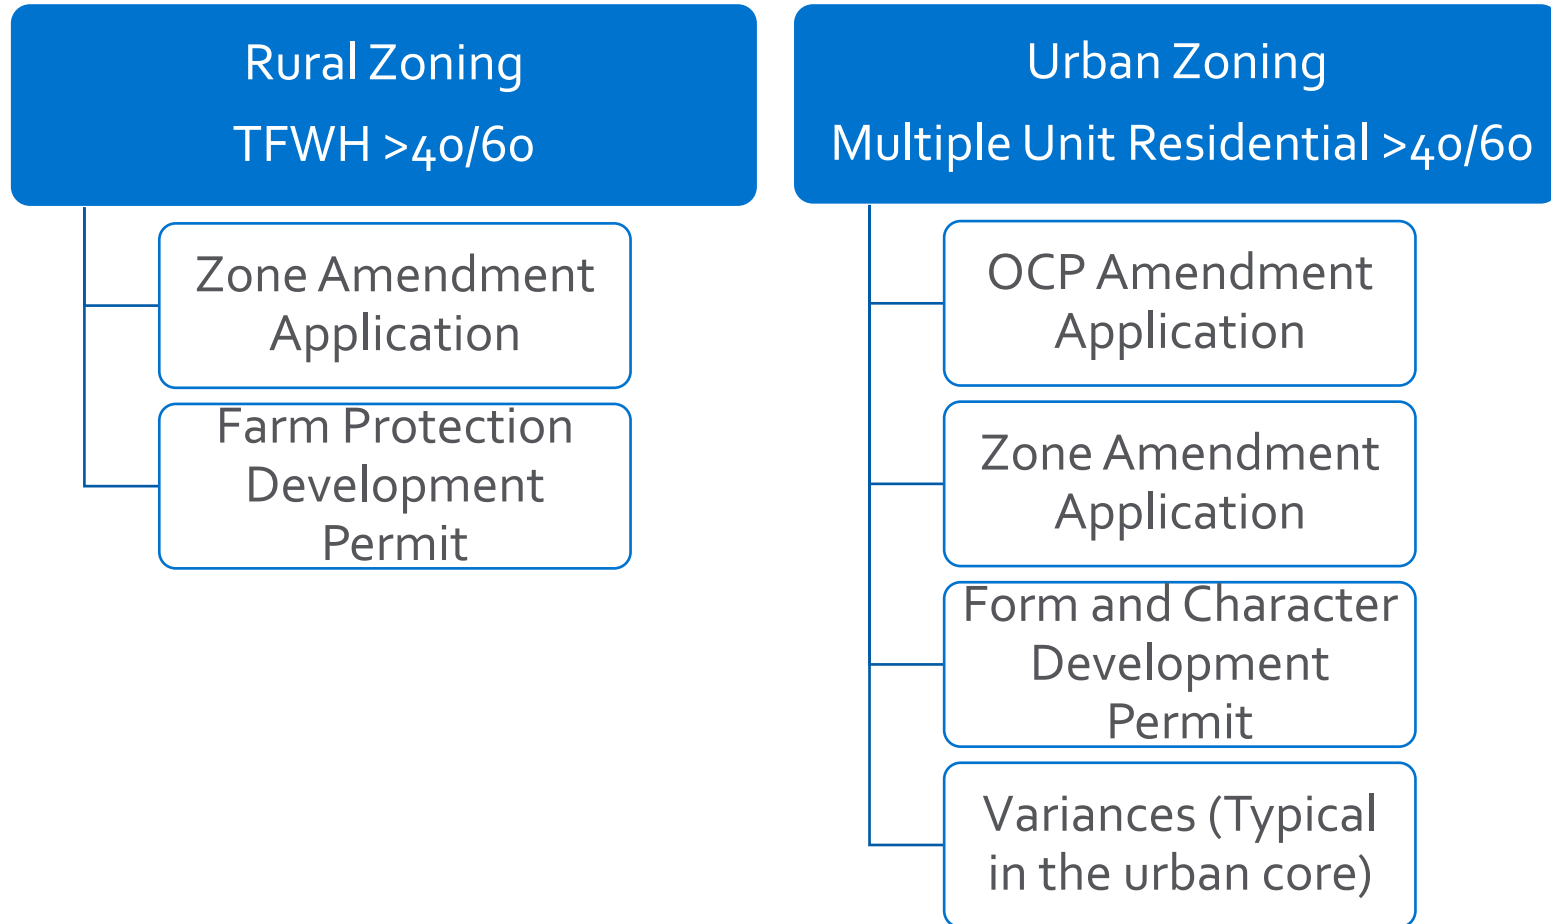 Rural Zoning
TFWH >40/60
Zone Amendment
Application
Farm Protection
Development
Permit
Urban Zoning
Multiple Unit Residential >40/60
OCP Amendment
Application
Zone Amendment
Application
Form and Character
Development
Permit
Variances (Typical
in the urban core)